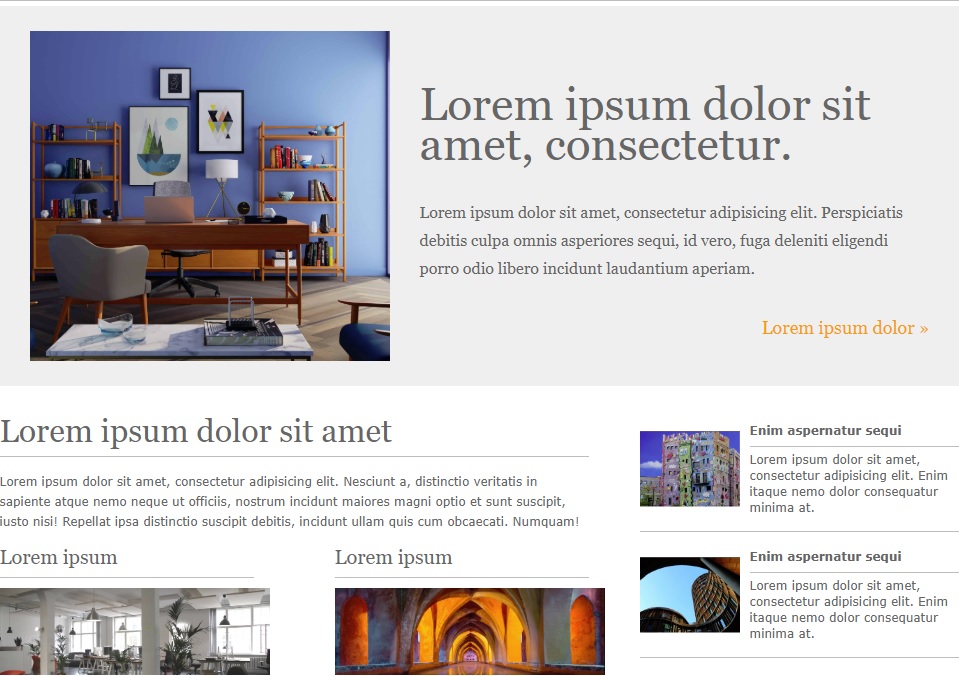 Lorem ipsum dolor sit
amet, consectetur.
Lorem ipsum dolor sit amet, consectetur adipisicing elit. Perspiciatis
debitis culpa omnis asperiores sequi, id vero, fuga deleniti eligendi
porro odio libero incidunt laudantium aperiam.
Lorem ipsum dolor »
Lorem ipsum dolor sit amet
Lorem ipsum dolor sit amet, consectetur adipisicing elit. Nesciunt a, distinctio veritatis in
sapiente atque nemo neque ut officiis, nostrum incidunt maiores magni optio et sunt suscipit,
iusto nisi! Repellat ipsa distinctio suscipit debitis, incidunt ullam quis cum obcaecati. Numquam!
Lorem ipsum
Lorem ipsum
Enim aspernatur sequi
Lorem ipsum dolor sit amet,
consectetur adipisicing elit. Enim
itaque nemo dolor consequatur
minima at.
Enim aspernatur sequi
Lorem ipsum dolor sit amet,
consectetur adipisicing elit. Enim
itaque nemo dolor consequatur
minima at.